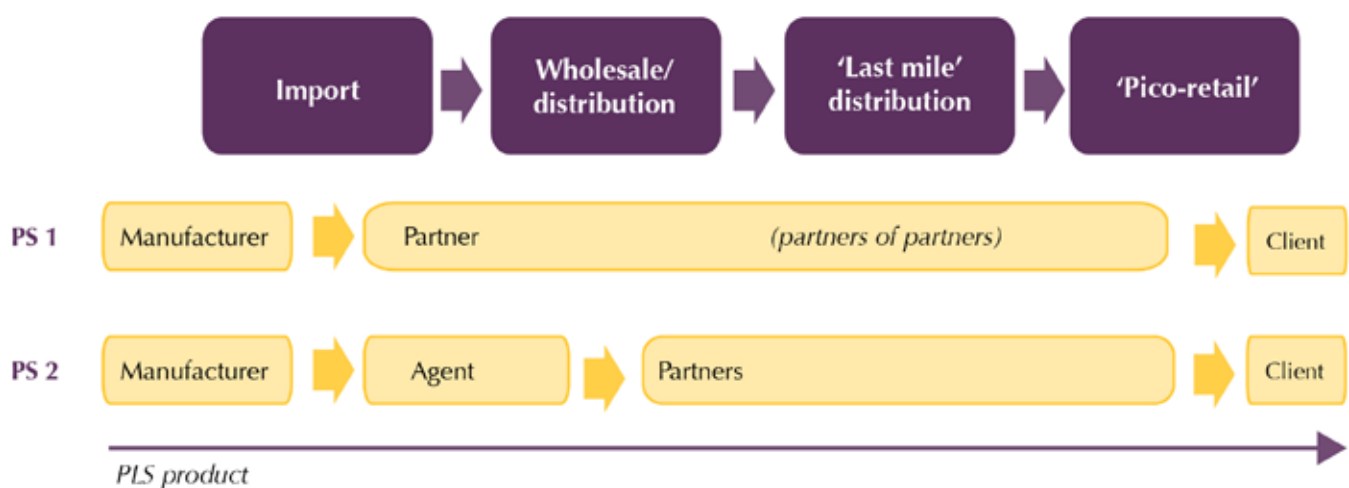 Import
Wholesale/
distribution
‘Last mile’
distribution
‘Pico-retail’
PS 1
Manufacturer
Partner
(partners of partners)
Client
PS 2
Manufacturer
Agent
Partners
Client
PLS product